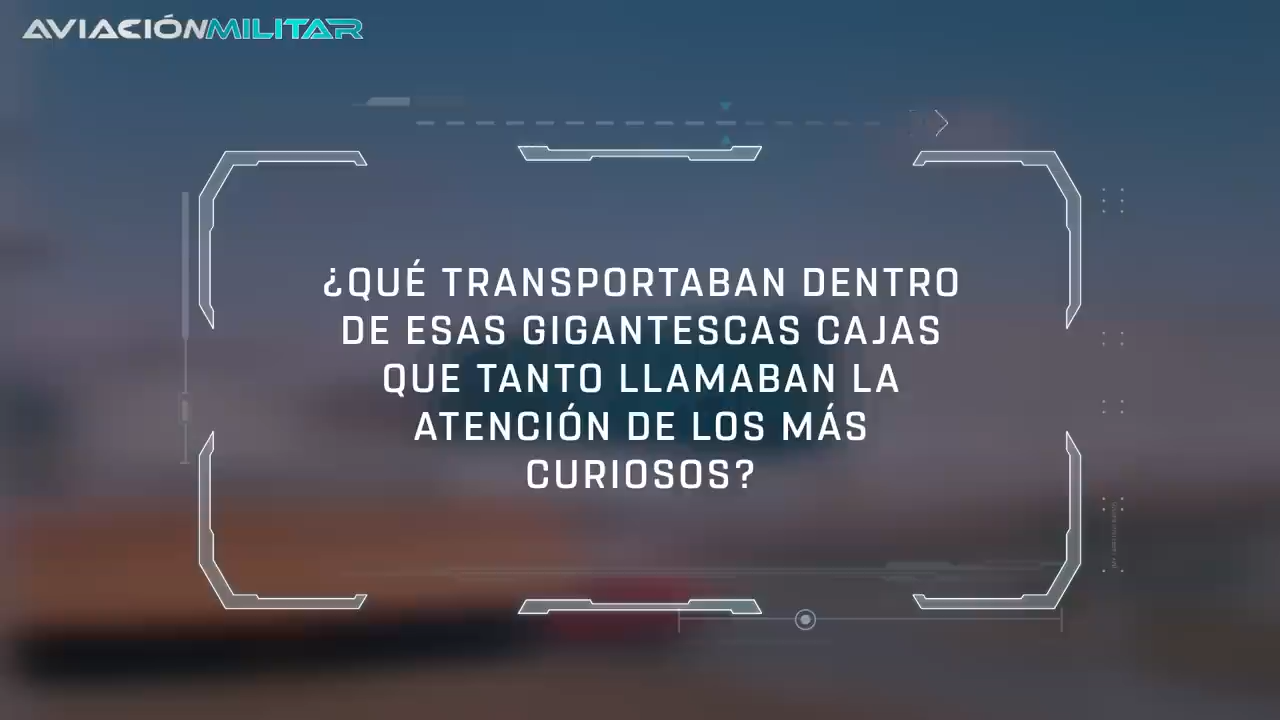 AVIACIÓNMILITAR
¿QUÉ TRANSPORTABAN DENTRO
DE ESAS GIGANTESCAS CAJAS
QUE TANTO LLAMABAN LA
ATENCIÓN DE LOS MÁS
CURIOSOS?